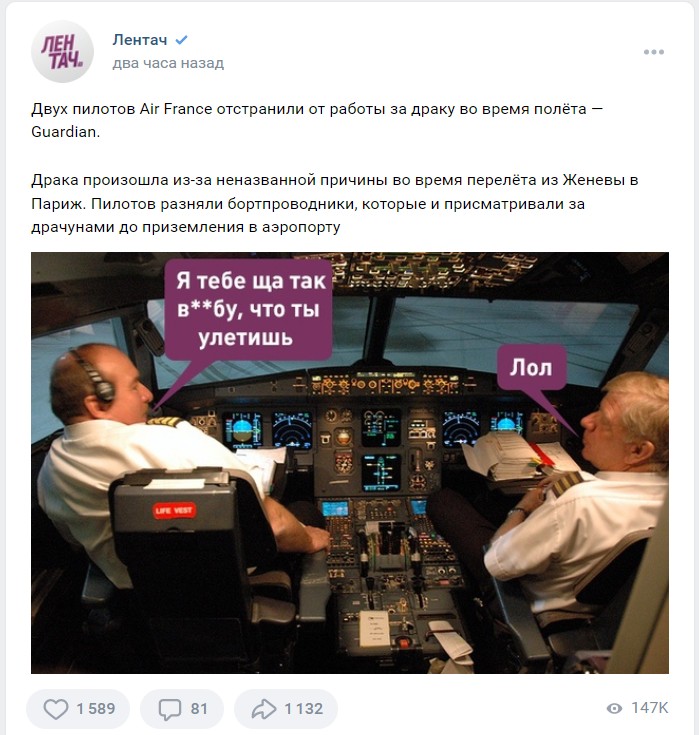 ЛЕН
ТАЧ.
Лентач
два часа назад
Двух пилотов Air France отстранили от работы за драку во время полёта —
Guardian.
Драка произошла из-за неназванной причины во время перелёта из Женевы в
Париж. Пилотов разняли бортпроводники, которые и присматривали за
драчунами до приземления в аэропорту
Я тебе ща так
в**бу, что ты
улетишь
Лол
LIFE VEST
1 589
81
1 132
147K